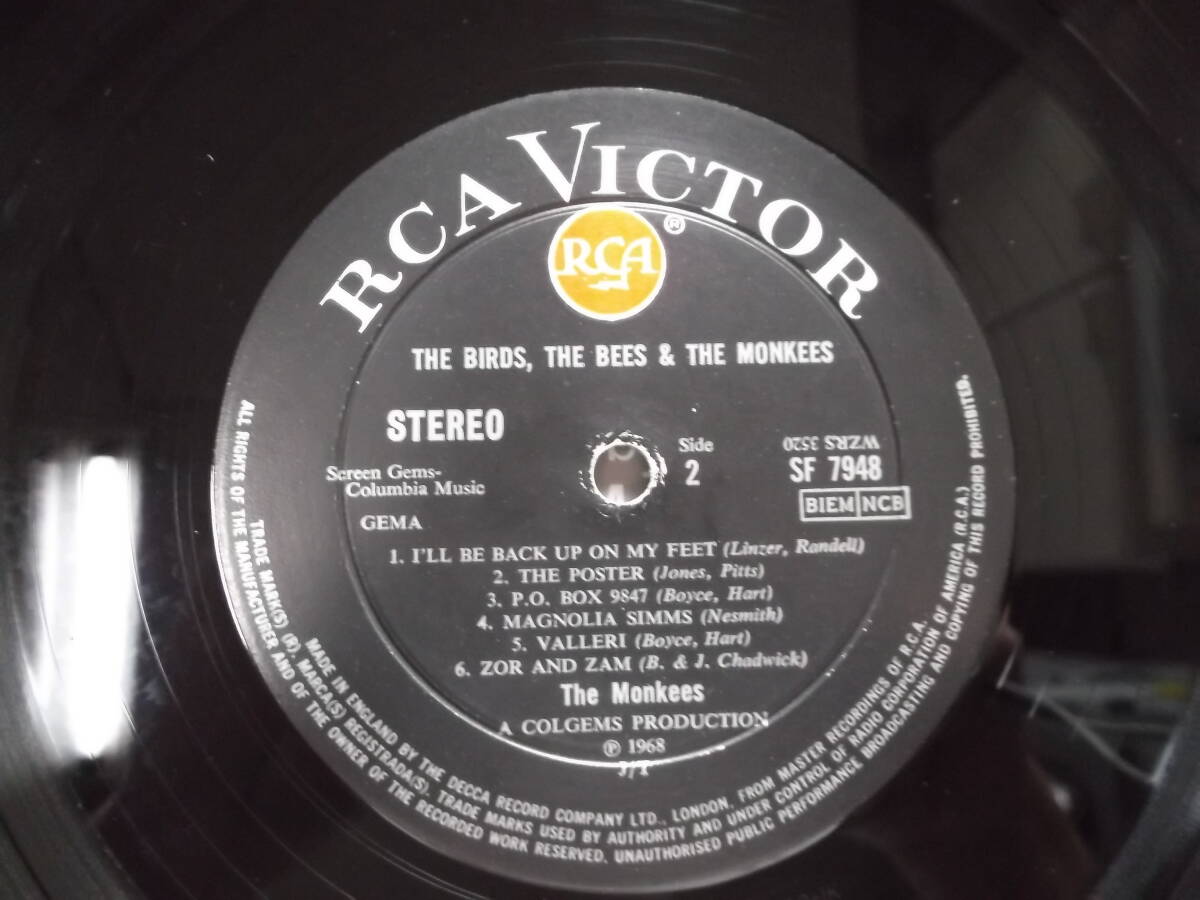 RCA VICTOR
RCA ®
THE BIRDS, THE BEES & THE MONKEES
STEREO
Side
2
WZRS 3520
SF 7948
BIEM NCB
Screen Gems-
Columbia Music
GEMA
1. I'LL BE BACK UP ON MY FEET (Linzer, Randell)
2. THE POSTER (Jones, Pitts)
3. P.O. BOX 9847 (Boyce, Hart)
4. MAGNOLIA SIMMS (Nesmith)
5. VALLERI (Boyce, Hart)
6. ZOR AND ZAM (B. & J. Chadwick)
The Monkees
A COLGEMS PRODUCTION
℗ 1968
J/T
MADE IN ENGLAND BY THE DECCA RECORD COMPANY LTD., LONDON, FROM MASTER RECORDINGS OF R.C.A.
TRADE MARK(S) (R), MARCA(S) REGISTRADA(S). TRADE MARKS USED BY AUTHORITY AND UNDER CONTROL OF RADIO CORPORATION OF AMERICA (R.C.A.)
ALL RIGHTS OF THE MANUFACTURER AND OF THE OWNER OF THE RECORDED WORK RESERVED. UNAUTHORISED PUBLIC PERFORMANCE BROADCASTING AND COPYING OF THIS RECORD PROHIBITED.